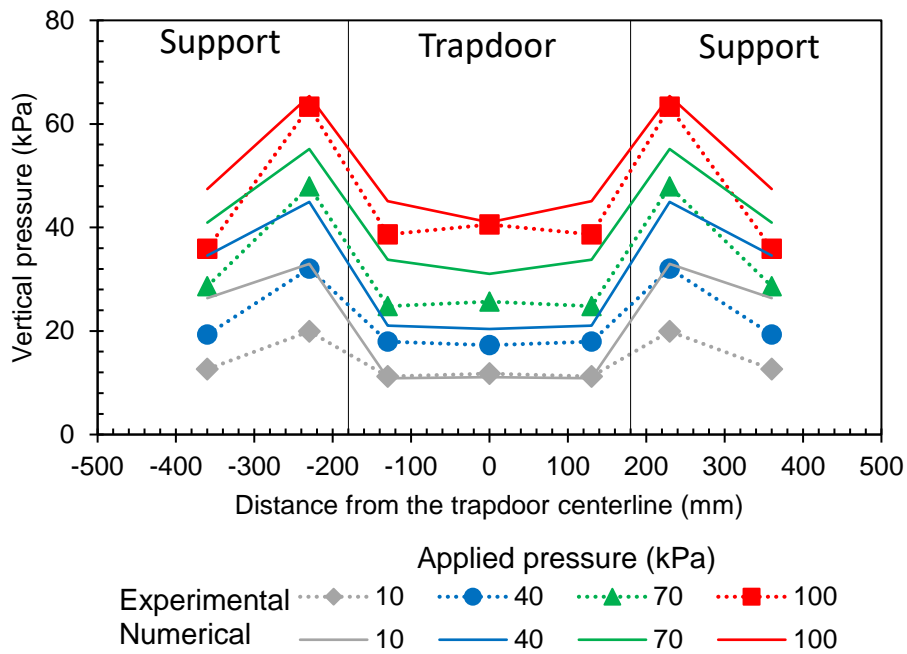 Support Trapdoor Support
Vertical pressure (kPa)
80
60
40
20
0
-500 -400 -300 -200 -100 0 100 200 300 400 500
Distance from the trapdoor centerline (mm)
Applied pressure (kPa)
Experimental 10 40 70 100
Numerical 10 40 70 100